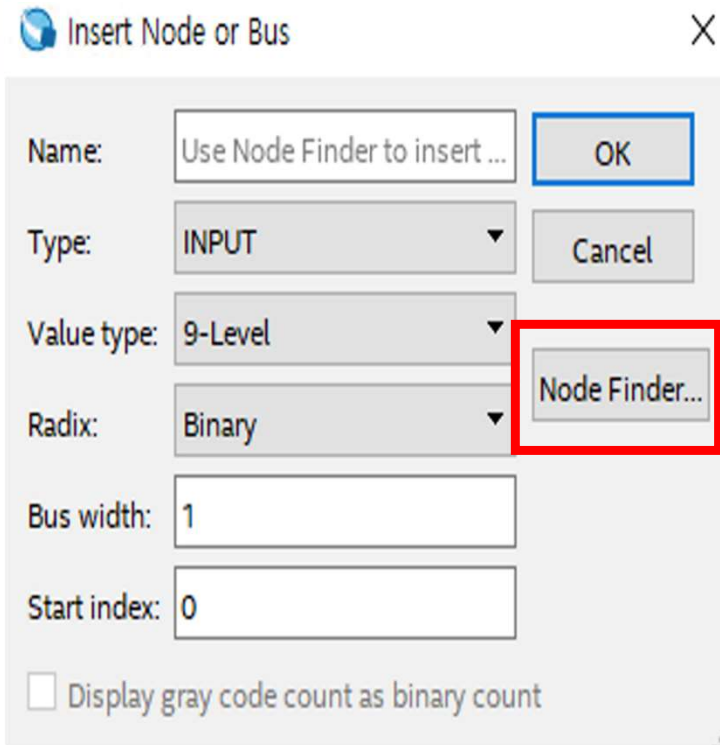 Insert Node or Bus
Name: Use Node Finder to insert ... OK
Type: INPUT Cancel
Value type: 9-Level
Node Finder...
Radix: Binary
Bus width: 1
Start index: 0
Display gray code count as binary count